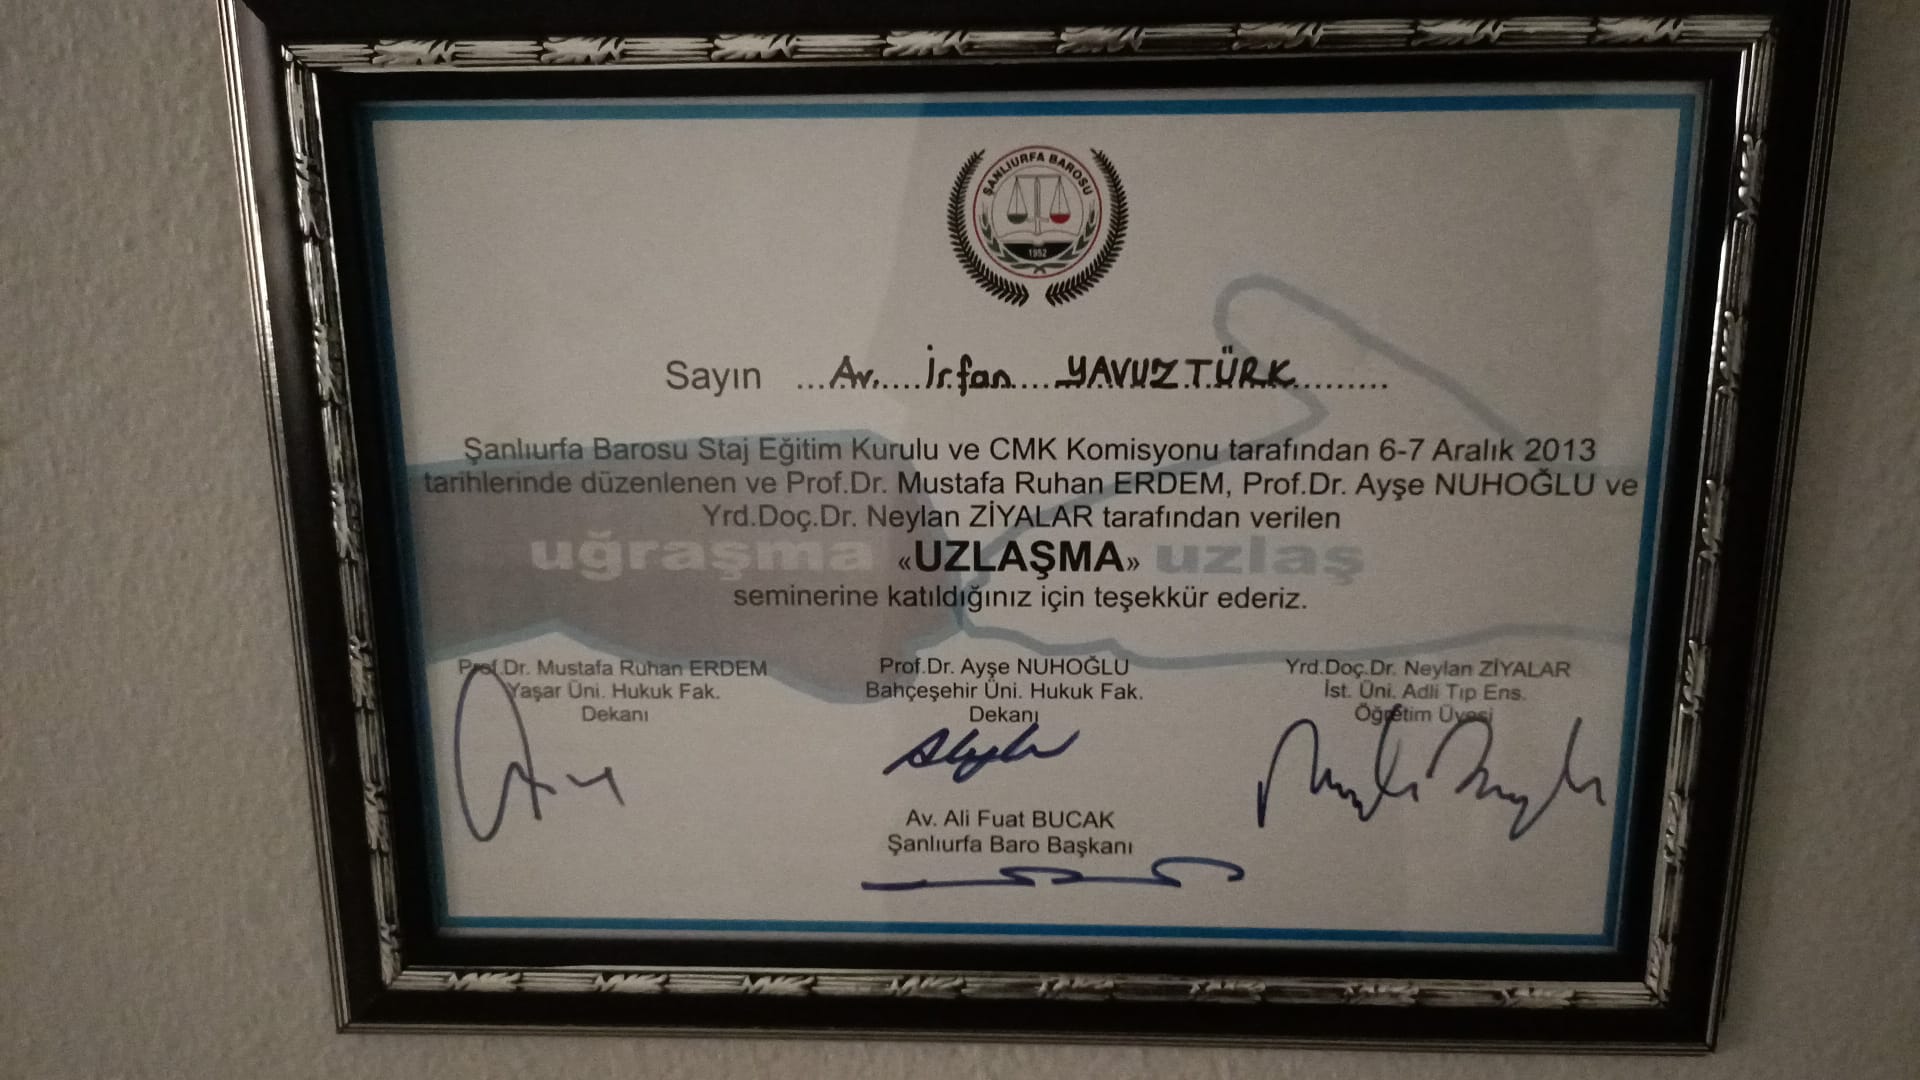 ŞANLIURFA BAROSU
1952
Sayın ...Av.....İrfan....YAVUZTÜRK.........
Şanlıurfa Barosu Staj Eğitim Kurulu ve CMK Komisyonu tarafından 6-7 Aralık 2013
tarihlerinde düzenlenen ve Prof.Dr. Mustafa Ruhan ERDEM, Prof.Dr. Ayşe NUHOĞLU ve
Yrd.Doç.Dr. Neylan ZİYALAR tarafından verilen
uğraşma «UZLAŞMA» uzlaş
seminerine katıldığınız için teşekkür ederiz.
Prof.Dr. Mustafa Ruhan ERDEM
Yaşar Üni. Hukuk Fak.
Dekanı
Prof.Dr. Ayşe NUHOĞLU
Bahçeşehir Üni. Hukuk Fak.
Dekanı
Yrd.Doç.Dr. Neylan ZİYALAR
İst. Üni. Adli Tıp Ens.
Öğretim Üyesi
Av. Ali Fuat BUCAK
Şanlıurfa Baro Başkanı